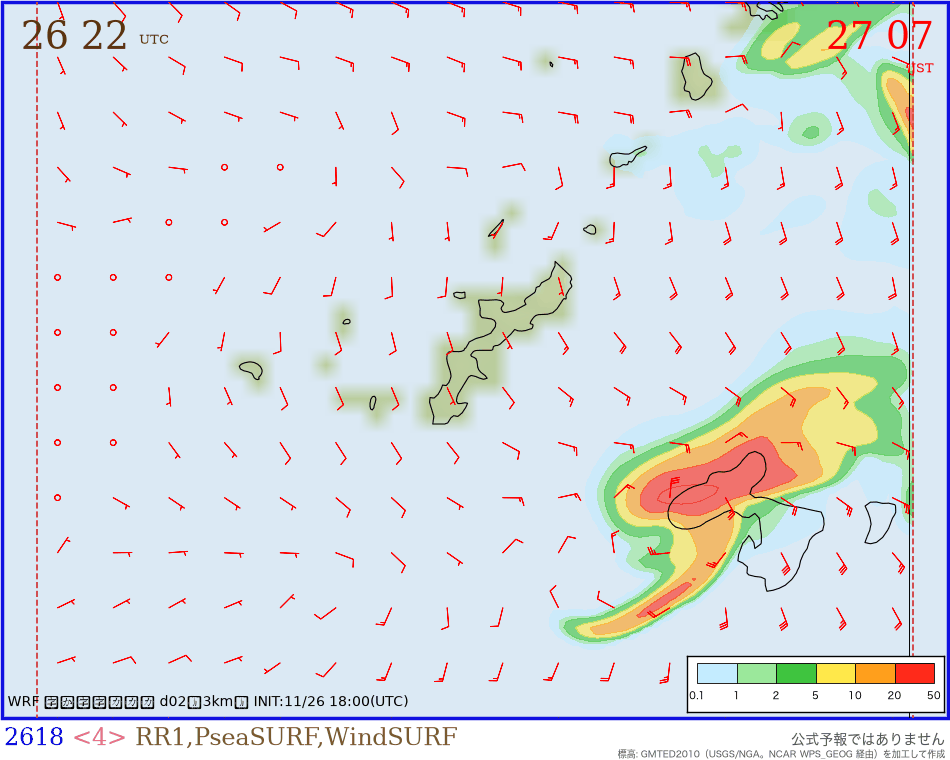 26 22 UTC
27 07
JST
WRF d02 3km INIT:11/26 18:00(UTC)
0.1 1 2 5 10 20 50
2618 <4> RR1,PseaSURF,WindSURF
公式予報ではありません
標高: GMTED2010（USGS/NGA。NCAR WPS_GEOG 経由）を加工して作成